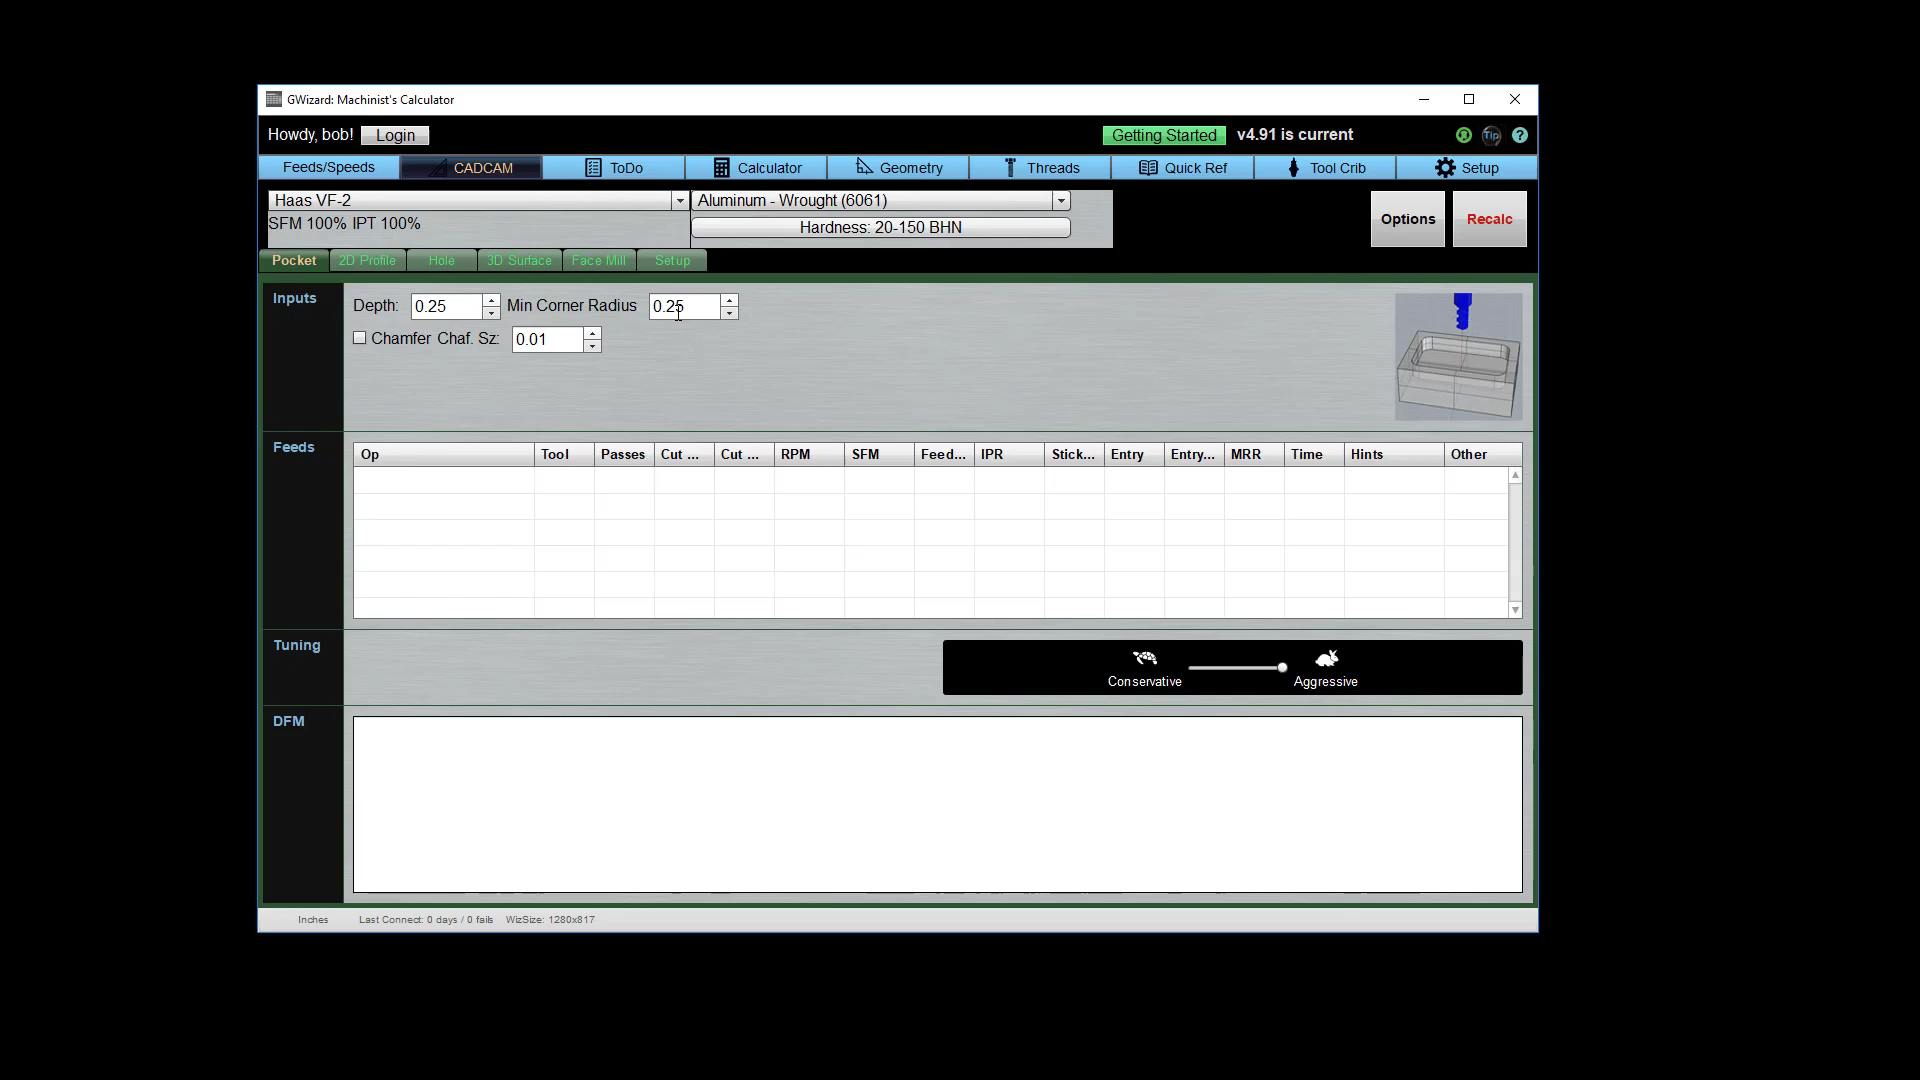 GWizard: Machinist's Calculator
Howdy, bob! Login Getting Started v4.91 is current Tip ?
Feeds/Speeds CADCAM ToDo Calculator Geometry Threads Quick Ref Tool Crib Setup
Haas VF-2 Aluminum - Wrought (6061)
SFM 100% IPT 100% Hardness: 20-150 BHN Options Recalc
Pocket 2D Profile Hole 3D Surface Face Mill Setup
Inputs Depth: 0.25 Min Corner Radius 0.25
Chamfer Chaf. Sz: 0.01
Feeds
Op Tool Passes Cut ... Cut ... RPM SFM Feed... IPR Stick... Entry Entry... MRR Time Hints Other
Tuning
Conservative Aggressive
DFM
Inches Last Connect: 0 days / 0 fails WizSize: 1280x817